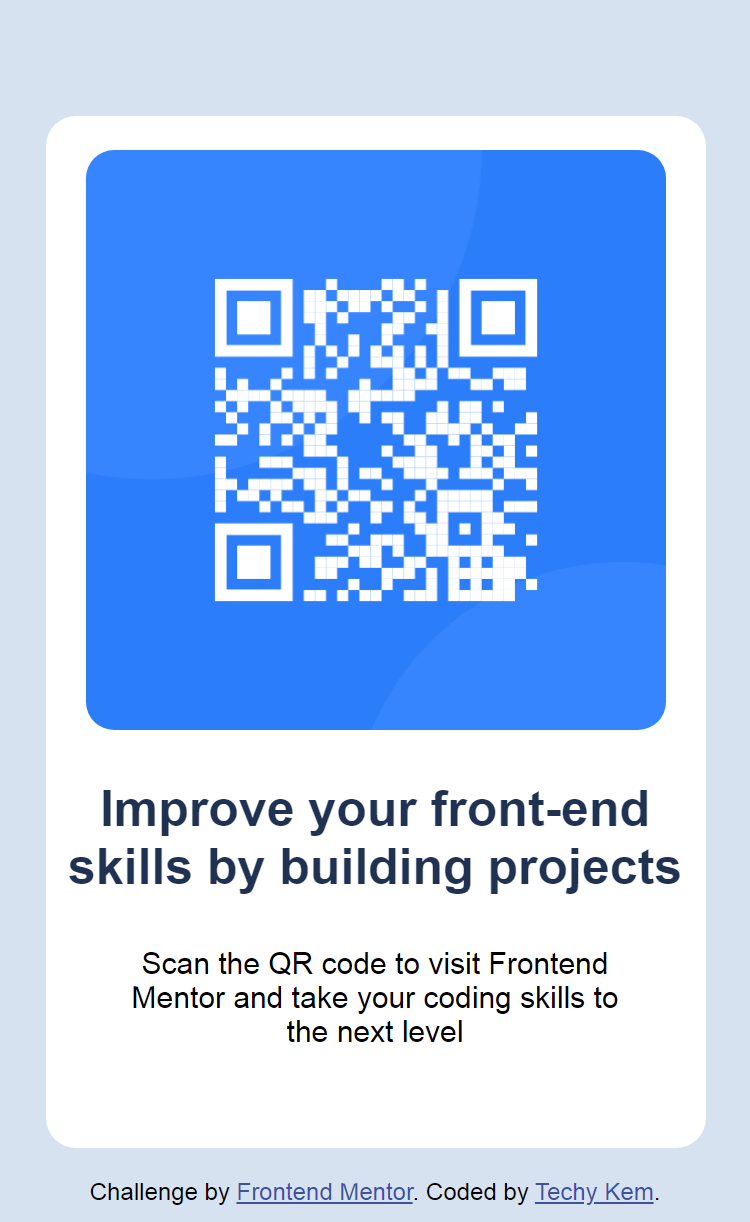 Improve your front-end
skills by building projects
Scan the QR code to visit Frontend
Mentor and take your coding skills to
the next level
Challenge by Frontend Mentor. Coded by Techy Kem.